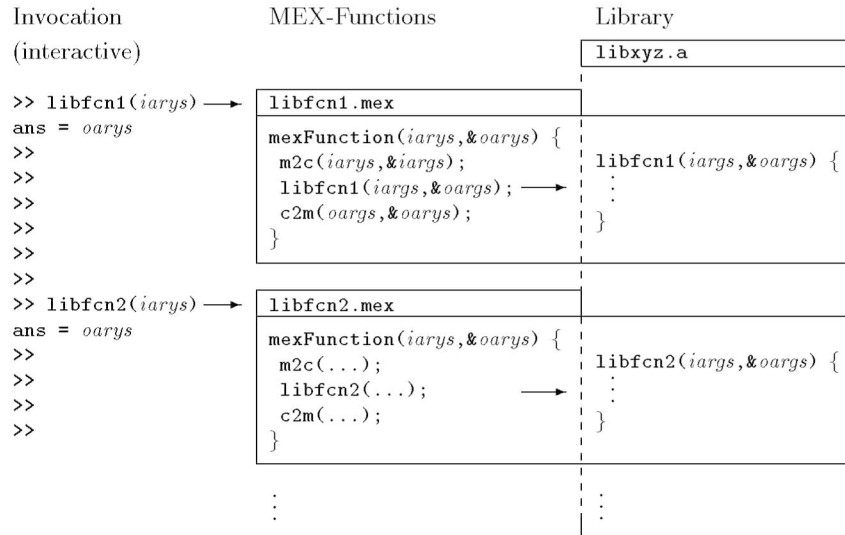 Invocation
(interactive)
>> libfcn1(iarys)
ans = oarys
>>
>>
>>
>>
>>
>>
>> libfcn2(iarys)
ans = oarys
>>
>>
>>
>>
MEX-Functions
libfcn1.mex
mexFunction(iarys,&oarys) {
m2c(iarys,&iargs);
libfcn1(iargs,&oargs);
c2m(oargs,&oarys);
}
libfcn2.mex
mexFunction(iarys,&oarys) {
m2c(...);
libfcn2(...);
c2m(...);
}
⋮
Library
libxyz.a
libfcn1(iargs,&oargs) {
⋮
}
libfcn2(iargs,&oargs) {
⋮
}
⋮